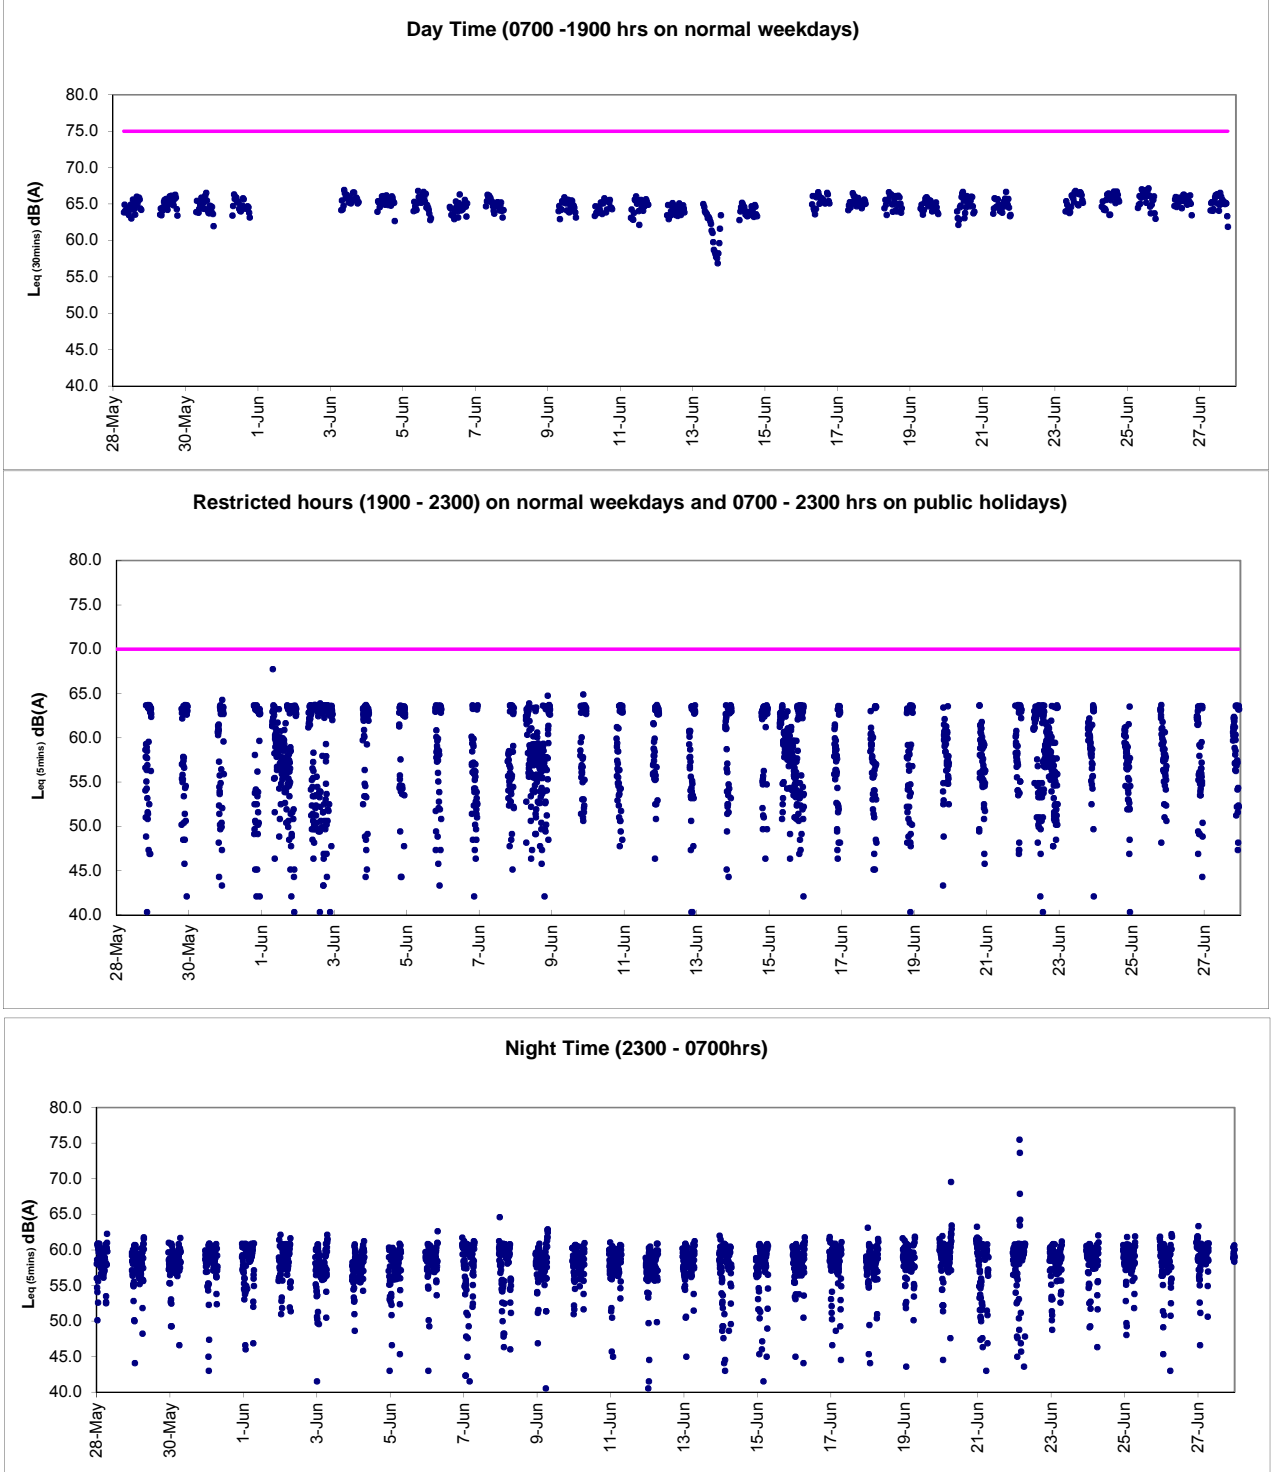 Day Time (0700 -1900 hrs on normal weekdays)
80.0
75.0
70.0
65.0
60.0
55.0
50.0
45.0
40.0
Leq (30mins) dB(A)
28-May
30-May
1-Jun
3-Jun
5-Jun
7-Jun
9-Jun
11-Jun
13-Jun
15-Jun
17-Jun
19-Jun
21-Jun
23-Jun
25-Jun
27-Jun
Restricted hours (1900 - 2300) on normal weekdays and 0700 - 2300 hrs on public holidays)
80.0
75.0
70.0
65.0
60.0
55.0
50.0
45.0
40.0
Leq (5mins) dB(A)
28-May
30-May
1-Jun
3-Jun
5-Jun
7-Jun
9-Jun
11-Jun
13-Jun
15-Jun
17-Jun
19-Jun
21-Jun
23-Jun
25-Jun
27-Jun
Night Time (2300 - 0700hrs)
80.0
75.0
70.0
65.0
60.0
55.0
50.0
45.0
40.0
Leq (5mins) dB(A)
28-May
30-May
1-Jun
3-Jun
5-Jun
7-Jun
9-Jun
11-Jun
13-Jun
15-Jun
17-Jun
19-Jun
21-Jun
23-Jun
25-Jun
27-Jun